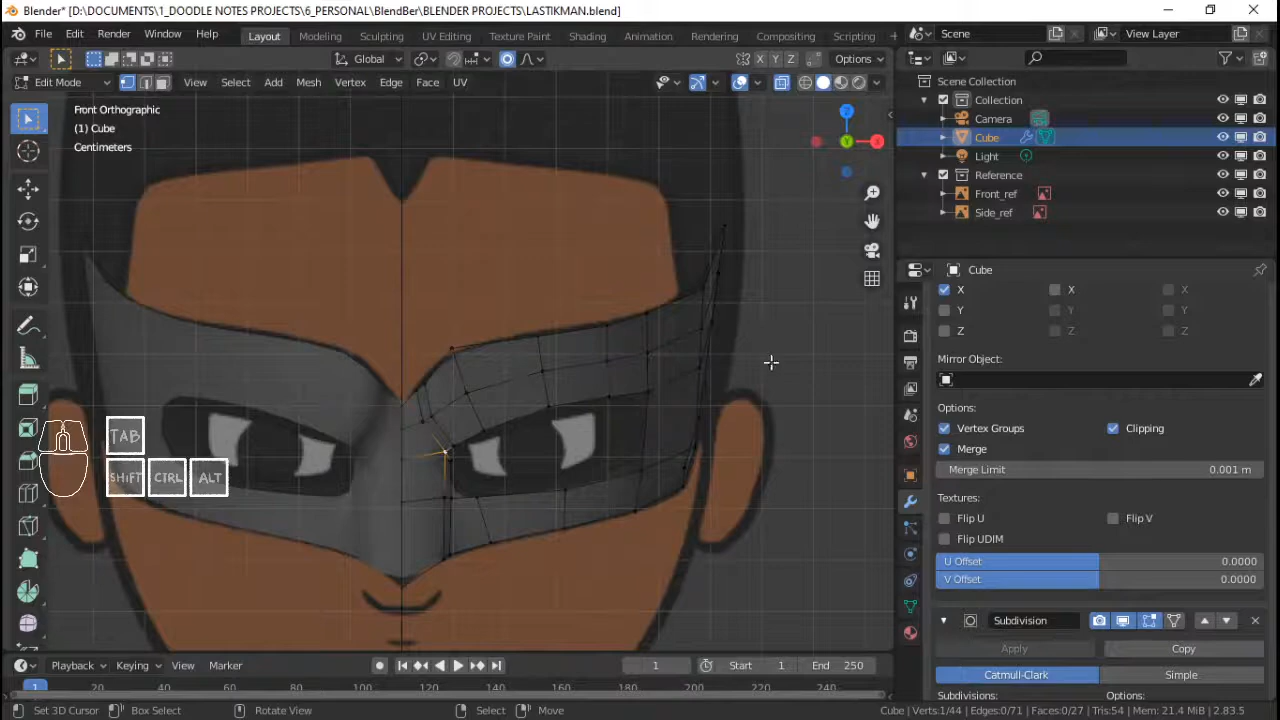 Blender* [D:\1_DOODLE NOTES PROJECTS\6_PERSONAL\BlendBer\BLENDER PROJECTS\LASTIKMAN.blend]
File Edit Render Window Help Layout Modeling Sculpting UV Editing Texture Paint Shading Animation Rendering Compositing Scripting + Scene View Layer
Global X Y Z Options
Edit Mode View Select Add Mesh Vertex Edge Face UV
Scene Collection
Collection
Camera
Cube
Light
Reference
Front_ref
Side_ref
Front Orthographic
(1) Cube
Centimeters
Cube
X X X
Y Y Y
Z Z Z
Mirror Object:
Options:
Vertex Groups Clipping
Merge
Merge Limit 0.001 m
Textures:
Flip U Flip V
Flip UDIM
U Offset 0.0000
V Offset 0.0000
Subdivision
Apply Copy
Catmull-Clark Simple
Subdivisions: Options:
TAB
SHIFT CTRL ALT
Playback Keying View Marker 1 Start 1 End 250
1 20 40 60 80 100 120 140 160 180 200 220 240
Set 3D Cursor Box Select Rotate View Select Move Cube | Verts:1/44 | Edges:0/71 | Faces:0/27 | Tris:54 | Mem: 21.4 MiB | 2.83.5